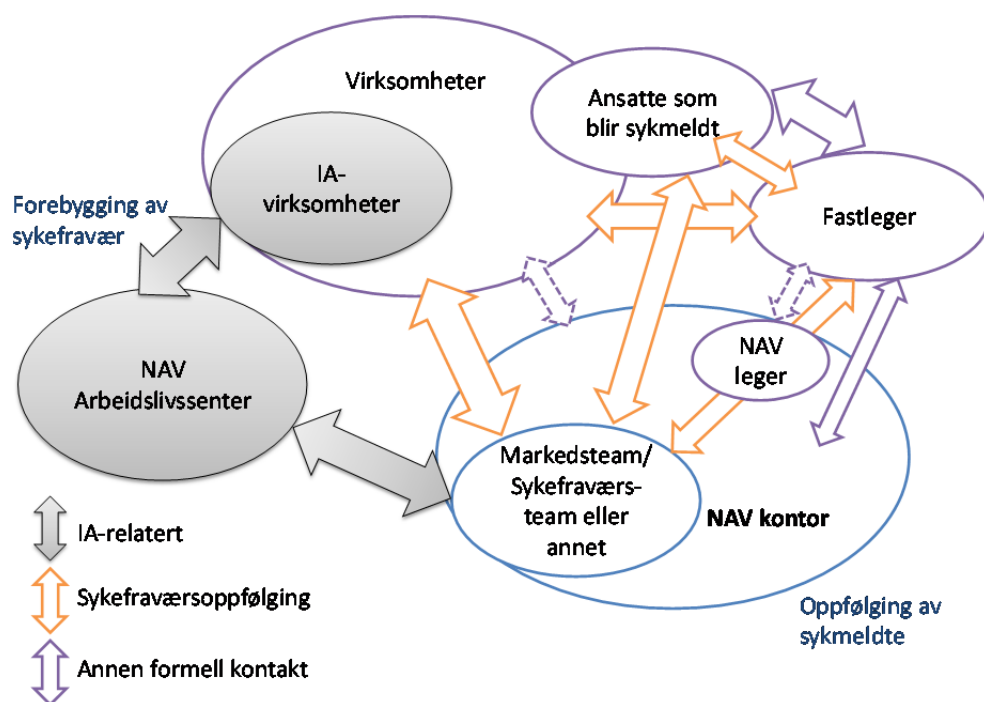 Virksomheter
Ansatte som
blir sykmeldt
IA-
virksomheter
Fastleger
Forebygging av
sykefravær
NAV
Arbeidslivssenter
NAV
leger
Markedsteam/
Sykefraværs-
team eller
annet
NAV kontor
Oppfølging av
sykmeldte
IA-relatert
Sykefraværsoppfølging
Annen formell kontakt